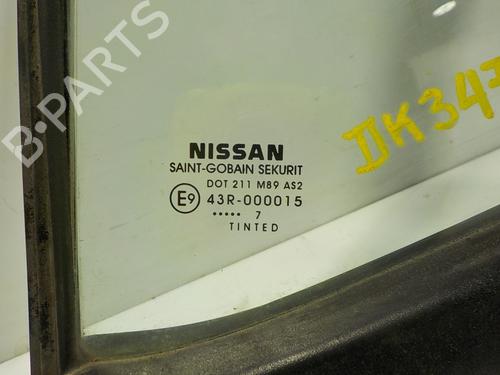 B-PARTS
NISSAN
SAINT-GOBAIN SEKURIT
DOT 211 M89 AS2
E9 43R-000015
..... 7
TINTED